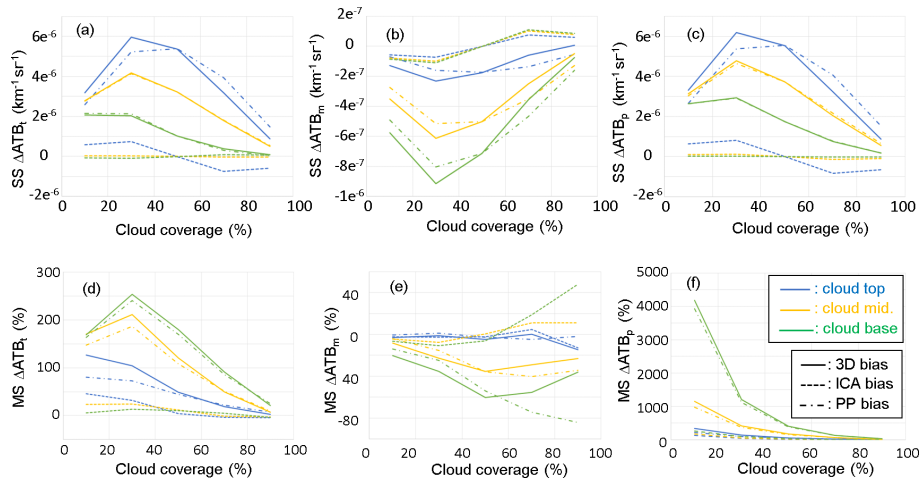 (a)
SS ΔATBt (km-1 sr-1)
6e-6
4e-6
2e-6
0
-2e-6
0 20 40 60 80 100
Cloud coverage (%)
(b)
SS ΔATBm (km-1 sr-1)
2e-7
0
-2e-7
-4e-7
-6e-7
-8e-7
-1e-6
0 20 40 60 80 100
Cloud coverage (%)
(c)
SS ΔATBp (km-1 sr-1)
6e-6
4e-6
2e-6
0
-2e-6
0 20 40 60 80 100
Cloud coverage (%)
(d)
MS ΔATBt (%)
300
200
100
0
0 20 40 60 80 100
Cloud coverage (%)
(e)
MS ΔATBm (%)
40
0
40
-80
0 20 40 60 80 100
Cloud coverage (%)
(f)
MS ΔATBp (%)
5000
4000
3000
2000
1000
0
0 20 40 60 80 100
Cloud coverage (%)
: cloud top
: cloud mid.
: cloud base
: 3D bias
: ICA bias
: PP bias